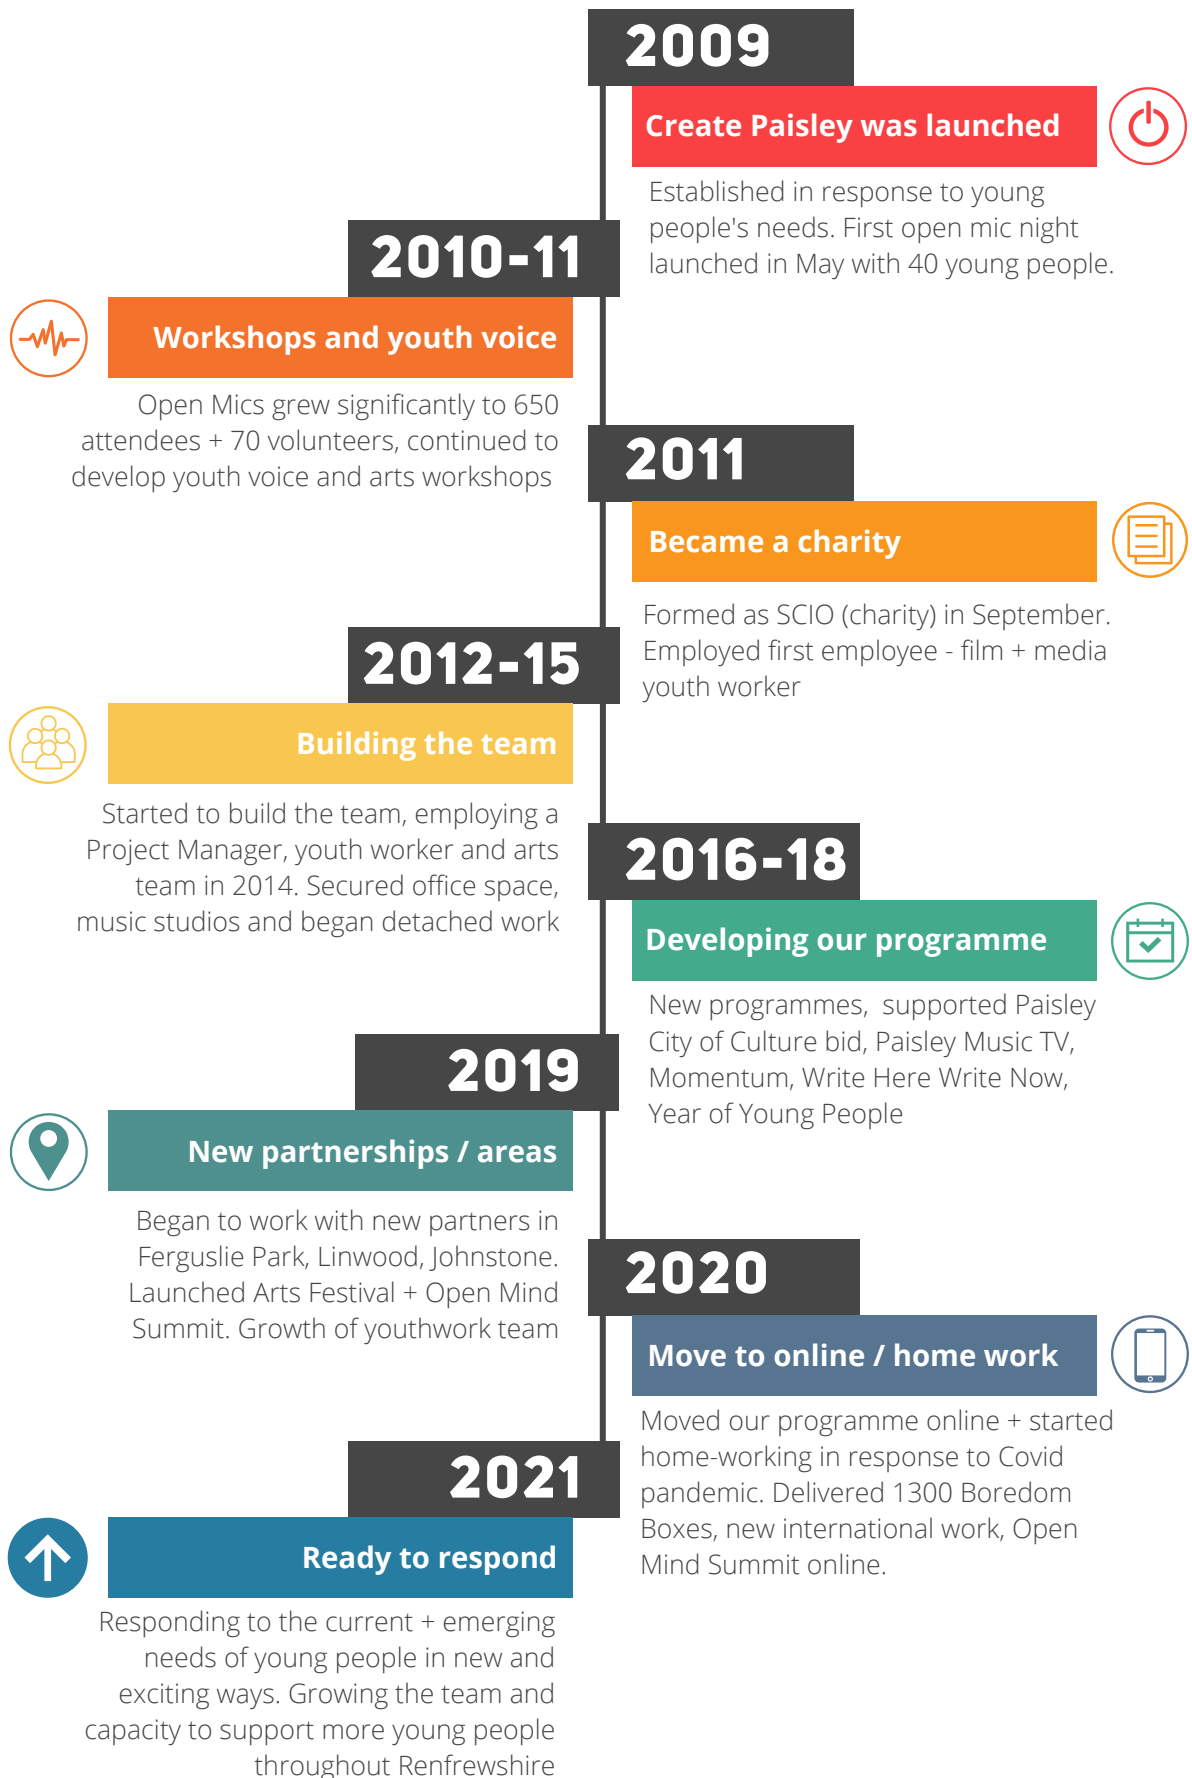 2009
Create Paisley was launched
Established in response to young
people's needs. First open mic night
launched in May with 40 young people.
2010-11
Workshops and youth voice
Open Mics grew significantly to 650
attendees + 70 volunteers, continued to
develop youth voice and arts workshops
2011
Became a charity
Formed as SCIO (charity) in September.
Employed first employee - film + media
youth worker
2012-15
Building the team
Started to build the team, employing a
Project Manager, youth worker and arts
team in 2014. Secured office space,
music studios and began detached work
2016-18
Developing our programme
New programmes, supported Paisley
City of Culture bid, Paisley Music TV,
Momentum, Write Here Write Now,
Year of Young People
2019
New partnerships / areas
Began to work with new partners in
Ferguslie Park, Linwood, Johnstone.
Launched Arts Festival + Open Mind
Summit. Growth of youthwork team
2020
Move to online / home work
Moved our programme online + started
home-working in response to Covid
pandemic. Delivered 1300 Boredom
Boxes, new international work, Open
Mind Summit online.
2021
Ready to respond
Responding to the current + emerging
needs of young people in new and
exciting ways. Growing the team and
capacity to support more young people
throughout Renfrewshire